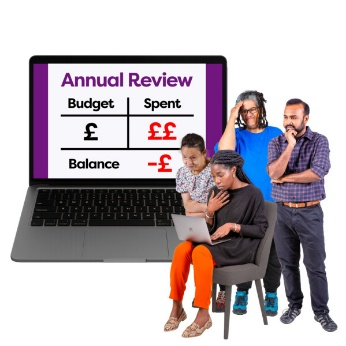 Annual Review
Budget Spent
£ ££
Balance -£